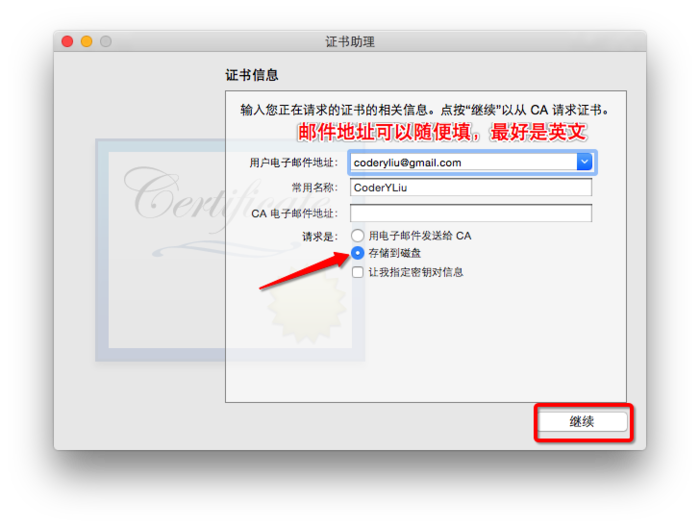 证书助理
证书信息
输入您正在请求的证书的相关信息。点按“继续”以从 CA 请求证书。
邮件地址可以随便填，最好是英文
用户电子邮件地址： coderyliu@gmail.com
常用名称： CoderYLiu
CA 电子邮件地址：
请求是： 用电子邮件发送给 CA
存储到磁盘
让我指定密钥对信息
Certificate
继续